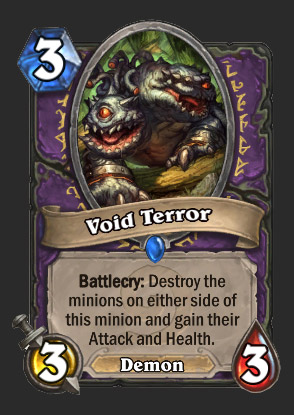 3
Void Terror
Battlecry: Destroy the
minions on either side of
this minion and gain their
Attack and Health.
3
Demon
3